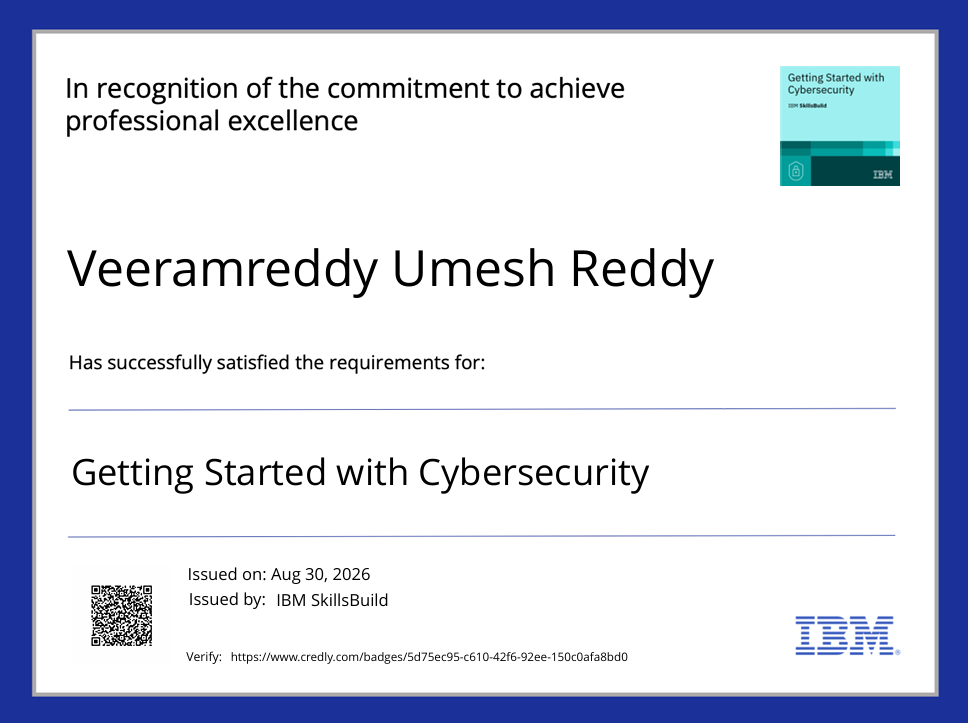 In recognition of the commitment to achieve
professional excellence
Getting Started with
Cybersecurity
IBM SkillsBuild
IBM
Veeramreddy Umesh Reddy
Has successfully satisfied the requirements for:
Getting Started with Cybersecurity
Issued on: Aug 30, 2026
Issued by: IBM SkillsBuild
IBM®
Verify: https://www.credly.com/badges/5d75ec95-c610-42f6-92ee-150c0afa8bd0